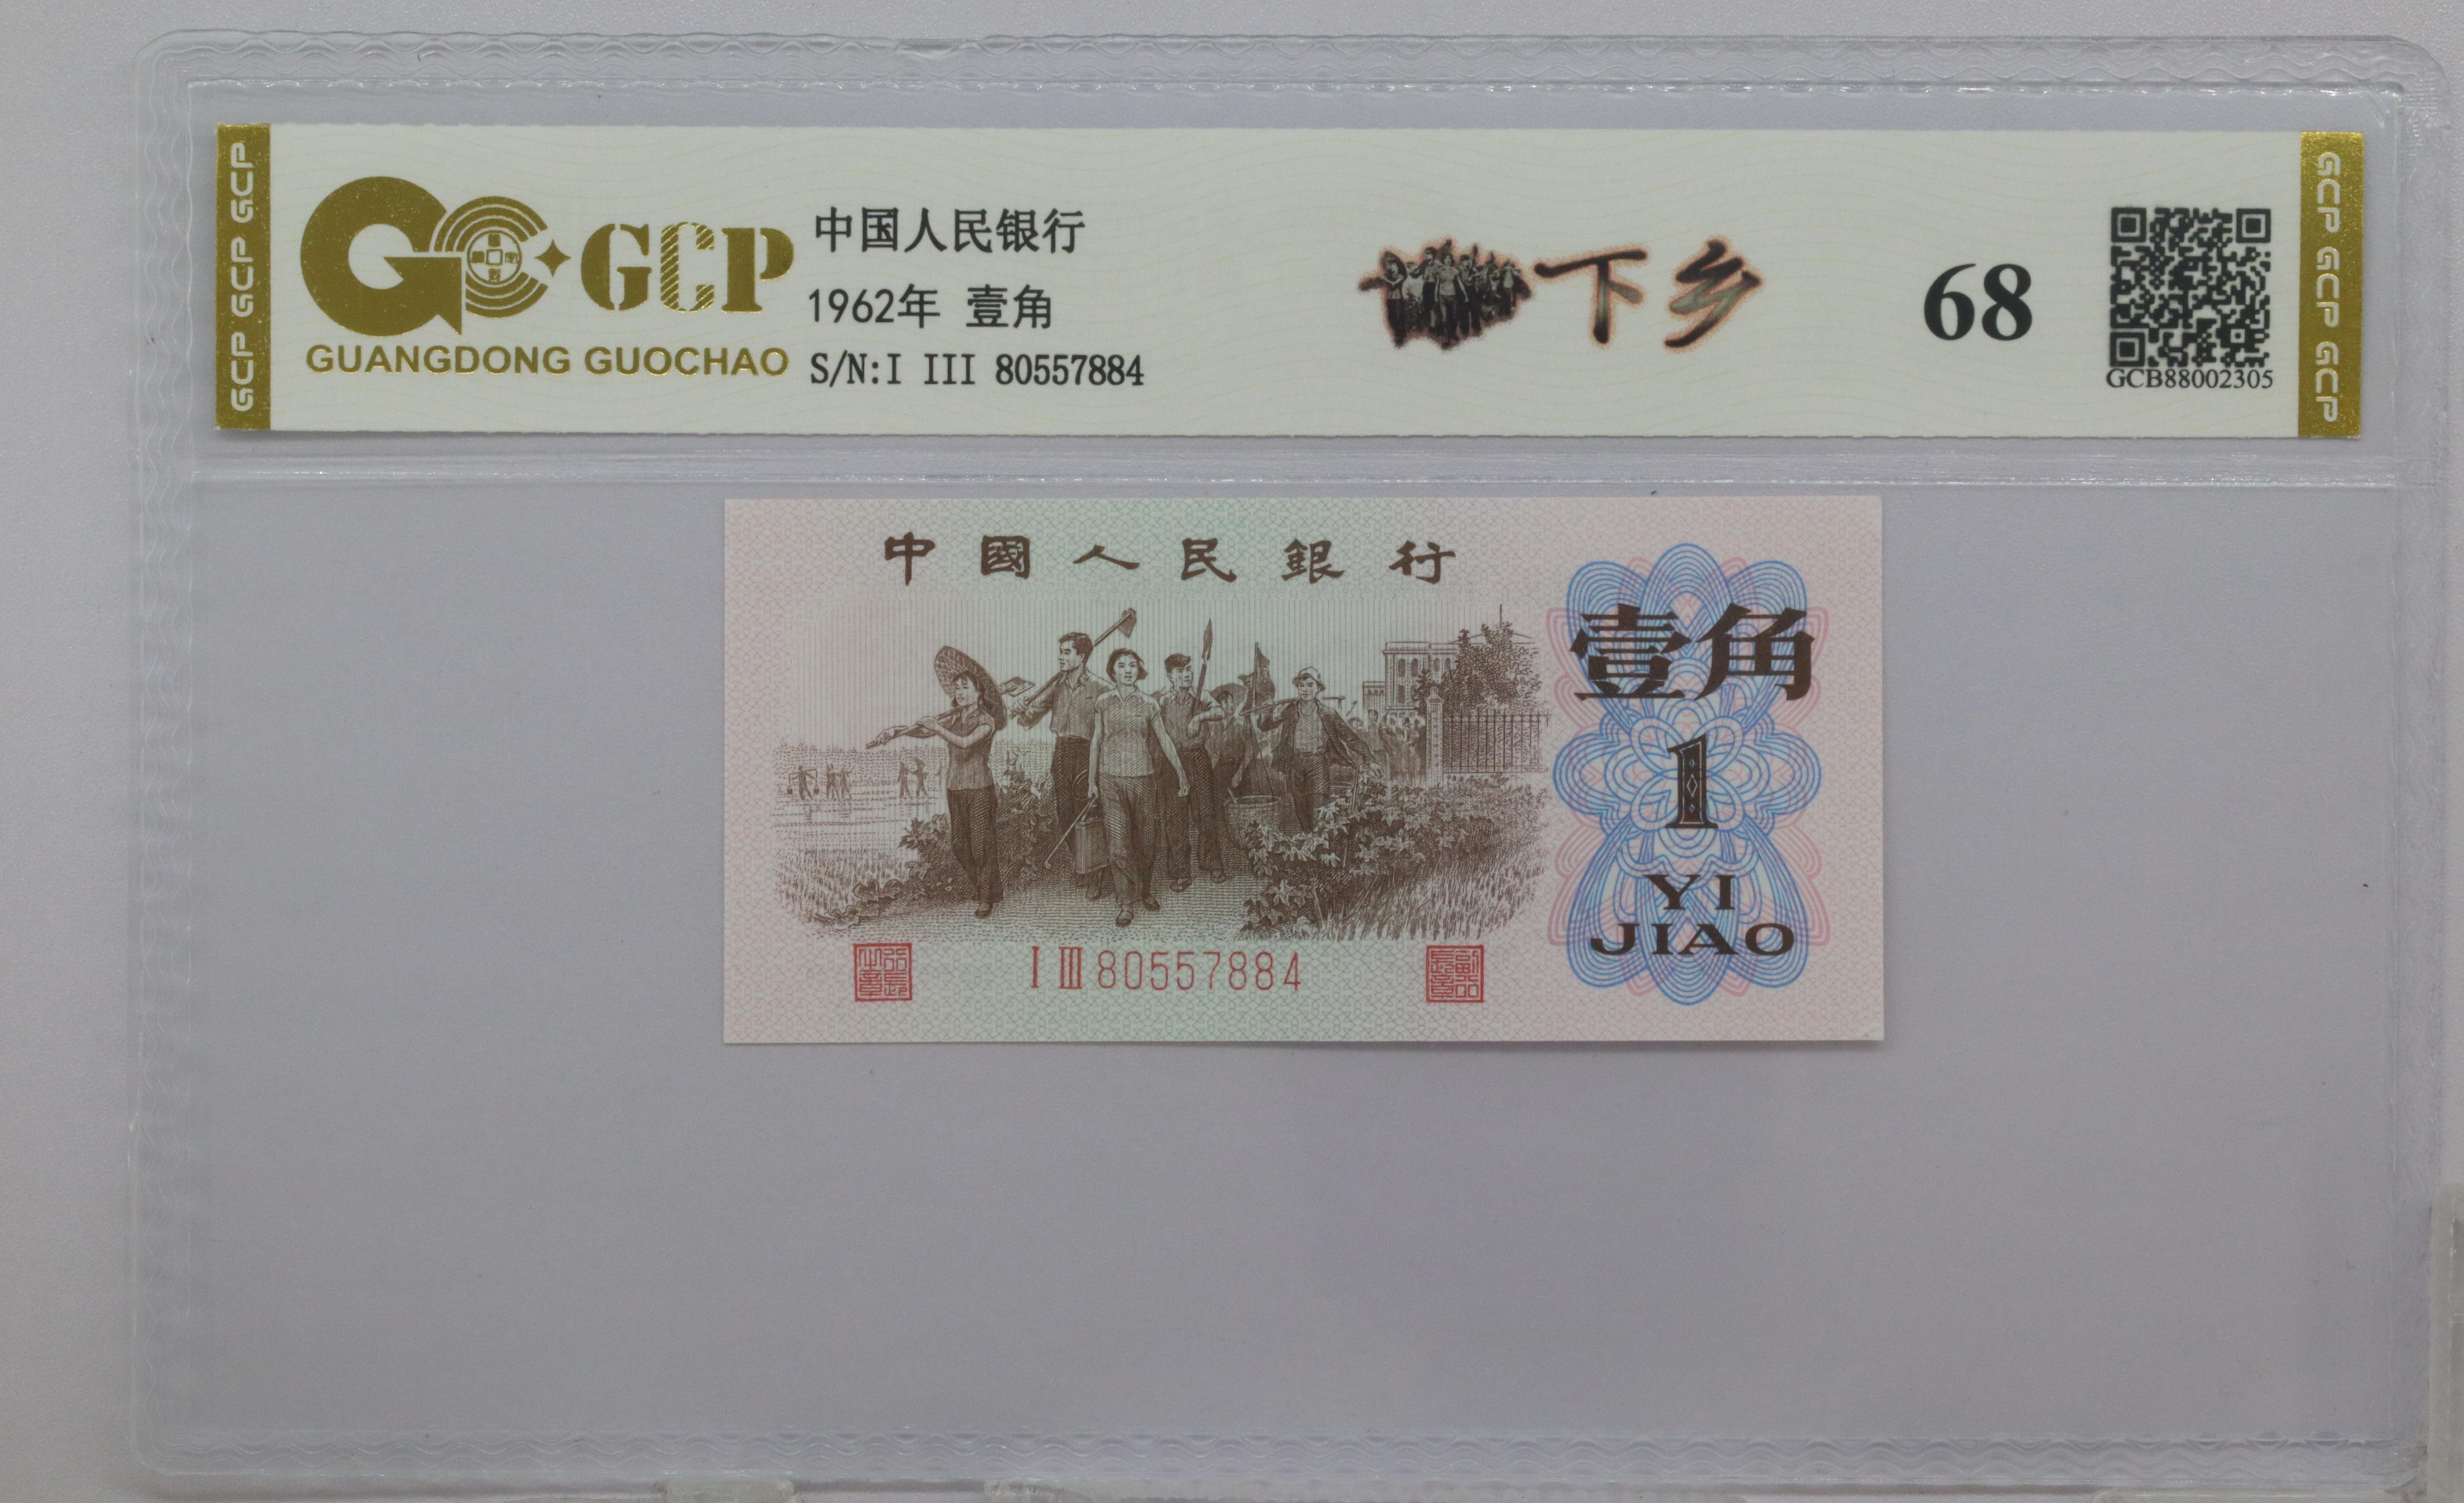 GCP GCP GCP
GCP
GUANGDONG GUOCHAO
中国人民银行
1962年 壹角
S/N:I III 80557884
下乡
68
GCB88002305
GCP GCP GCP
中國人民銀行
壹角
1
YI
JIAO
I III 80557884